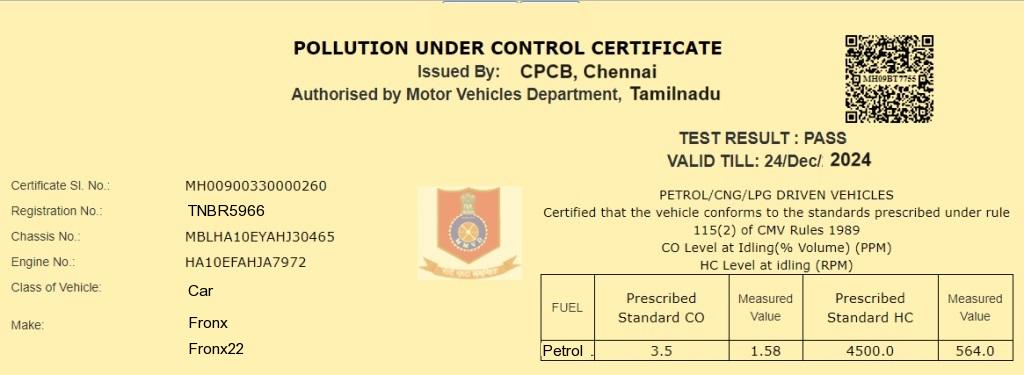 POLLUTION UNDER CONTROL CERTIFICATE
Issued By: CPCB, Chennai
Authorised by Motor Vehicles Department, Tamilnadu
MH09BT7755
TEST RESULT : PASS
VALID TILL: 24/Dec/ 2024
Certificate Sl. No.: MH00900330000260
Registration No.: TNBR5966
Chassis No.: MBLHA10EYAHJ30465
Engine No.: HA10EFAHJA7972
Class of Vehicle: Car
Make: Fronx
Fronx22
MMVD
PETROL/CNG/LPG DRIVEN VEHICLES
Certified that the vehicle conforms to the standards prescribed under rule
115(2) of CMV Rules 1989
CO Level at Idling(% Volume) (PPM)
HC Level at idling (RPM)
FUEL Prescribed Standard CO Measured Value Prescribed Standard HC Measured Value
Petrol . 3.5 1.58 4500.0 564.0